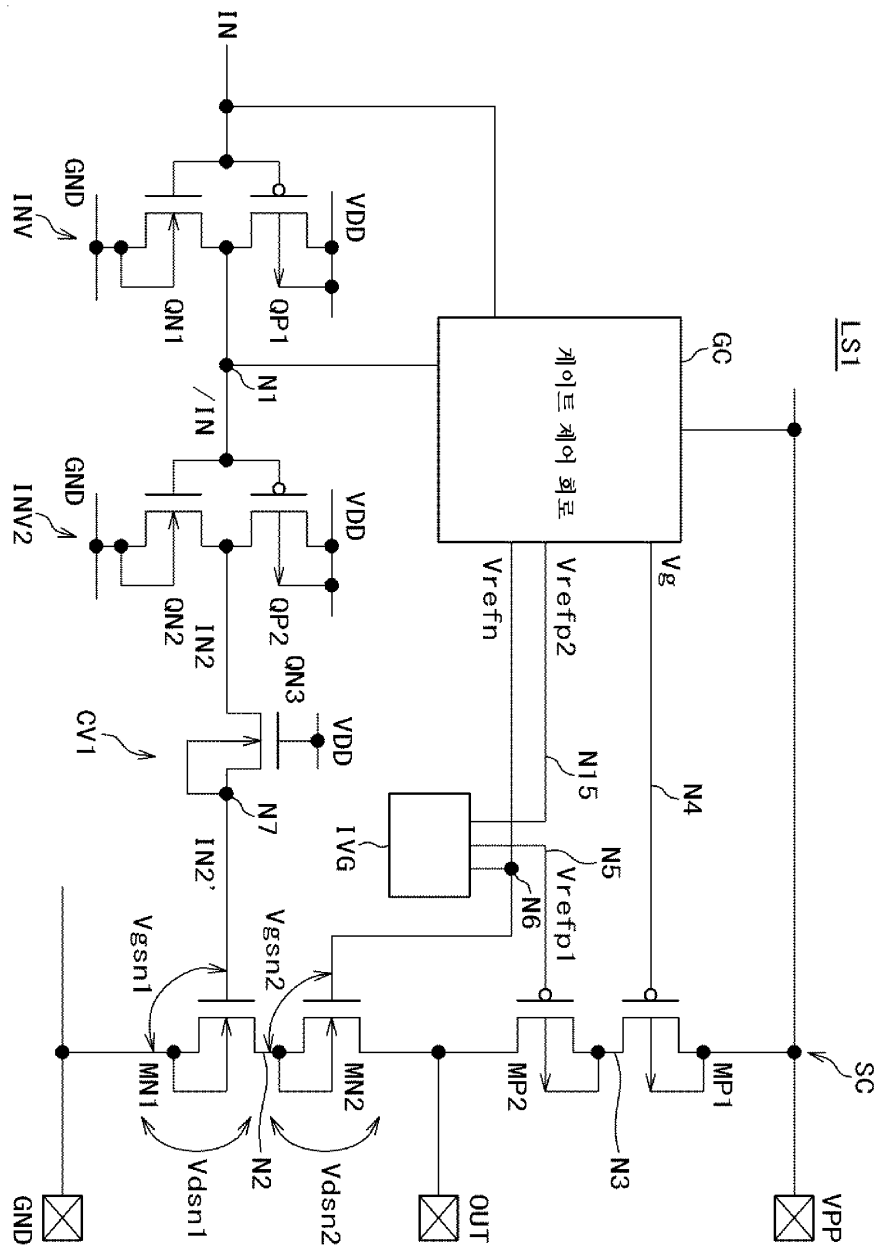 LS1
GC
SC
VPP
게이트 제어 회로
Vg
N4
MP1
N3
Vrefp2
N15
N5
Vrefp1
MP2
Vrefn
N6
OUT
IVG
IN
VDD
QP1
N1
/IN
VDD
QP2
QN3
VDD
MN2
Vdsn2
Vgsn2
N2
GND
QN1
INV
GND
QN2
INV2
IN2
CV1
N7
IN2'
Vgsn1
MN1
Vdsn1
GND